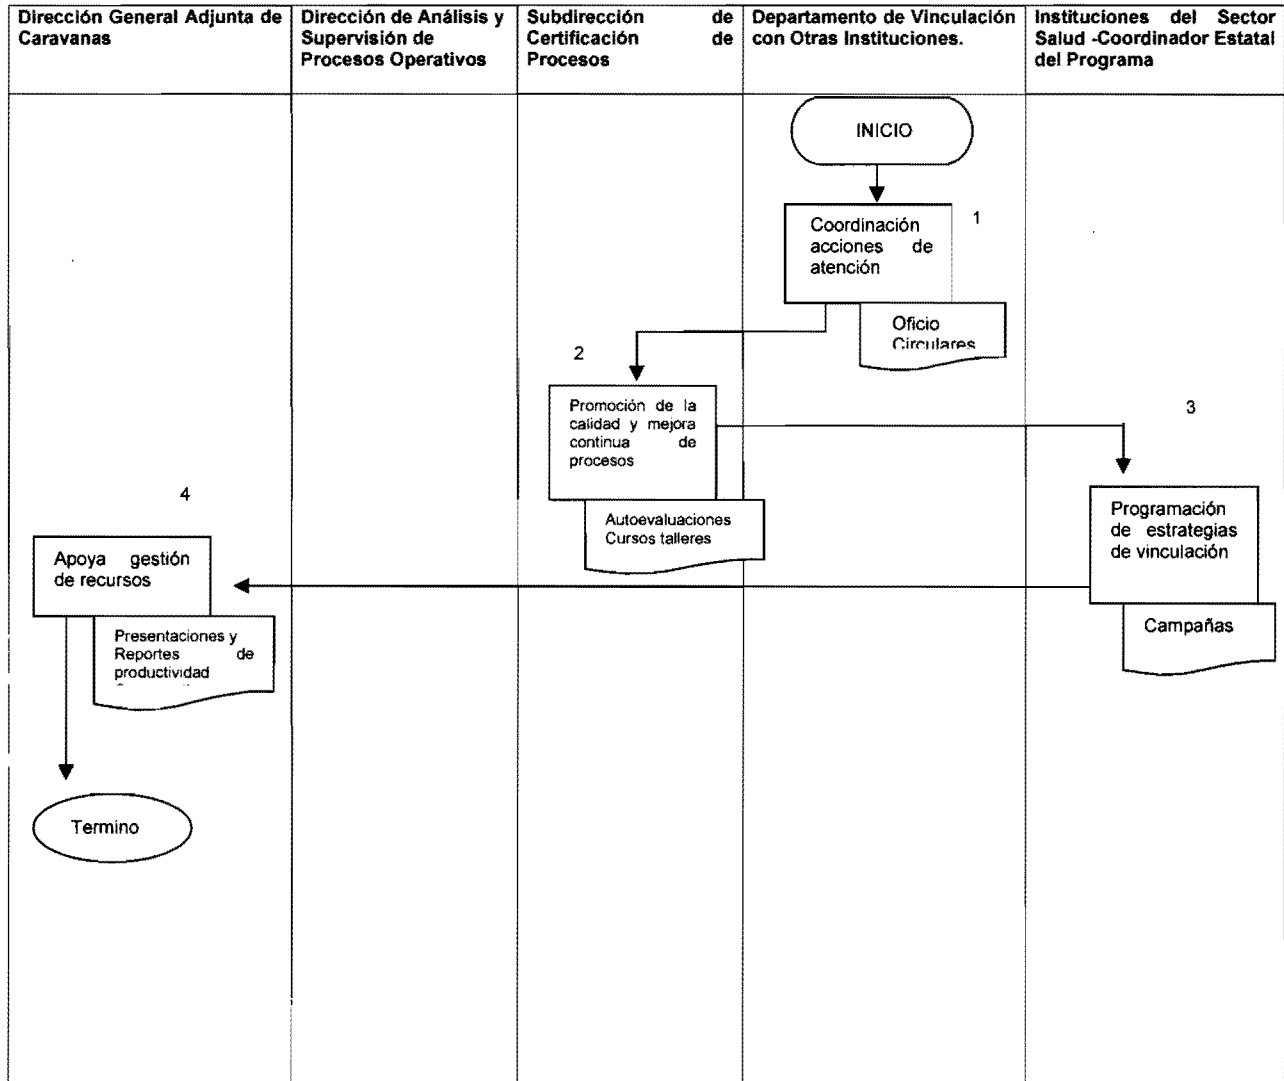 Dirección General Adjunta de
Caravanas
Dirección de Análisis y
Supervisión de
Procesos Operativos
Subdirección de
Certificación de
Procesos
Departamento de Vinculación
con Otras Instituciones.
Instituciones del Sector
Salud -Coordinador Estatal
del Programa
INICIO
1
Coordinación
acciones de
atención
Oficio
Circulares
2
Promoción de la
calidad y mejora
continua de
procesos
Autoevaluaciones
Cursos talleres
3
Programación
de estrategias
de vinculación
Campañas
4
Apoya gestión
de recursos
Presentaciones y
Reportes de
productividad
Termino